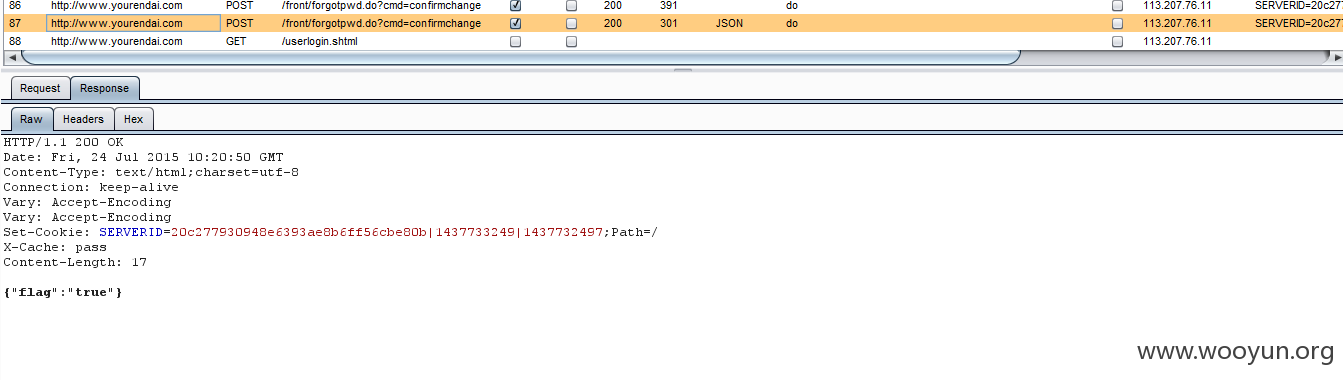 86 http://www.yourendai.com POST /front/forgotpwd.do?cmd=confirmchange 200 391 do 113.207.76.11 SERVERID=20c277
87 http://www.yourendai.com POST /front/forgotpwd.do?cmd=confirmchange 200 301 JSON do 113.207.76.11 SERVERID=20c277
88 http://www.yourendai.com GET /userlogin.shtml 113.207.76.11
Request Response
Raw Headers Hex
HTTP/1.1 200 OK
Date: Fri, 24 Jul 2015 10:20:50 GMT
Content-Type: text/html;charset=utf-8
Connection: keep-alive
Vary: Accept-Encoding
Vary: Accept-Encoding
Set-Cookie: SERVERID=20c277930948e6393ae8b6ff56cbe80b|1437733249|1437732497;Path=/
X-Cache: pass
Content-Length: 17
{"flag":"true"}
www.wooyun.org